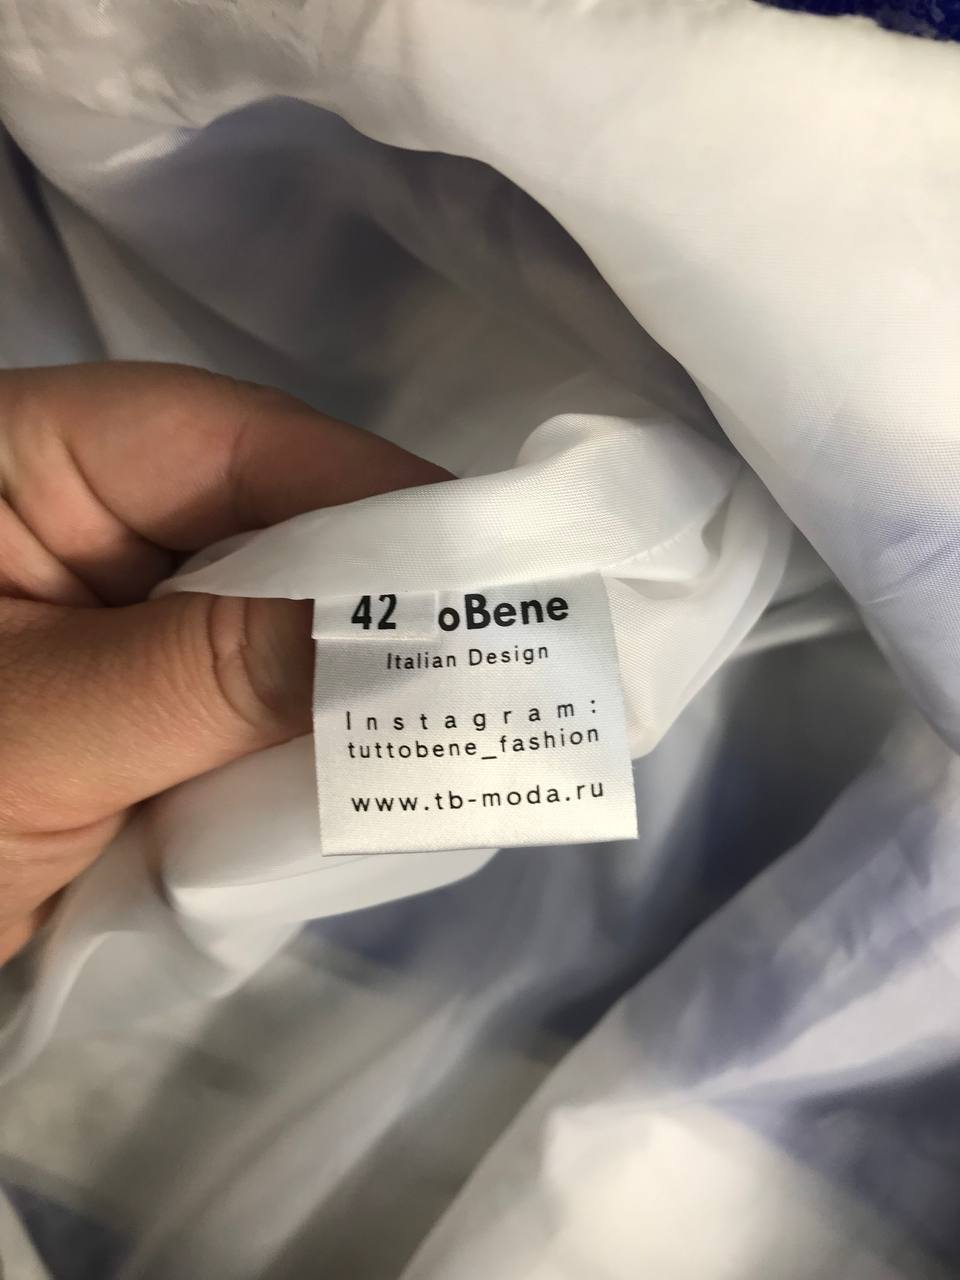 42 oBene
Italian Design
Instagram:
tuttobene_fashion
www.tb-moda.ru